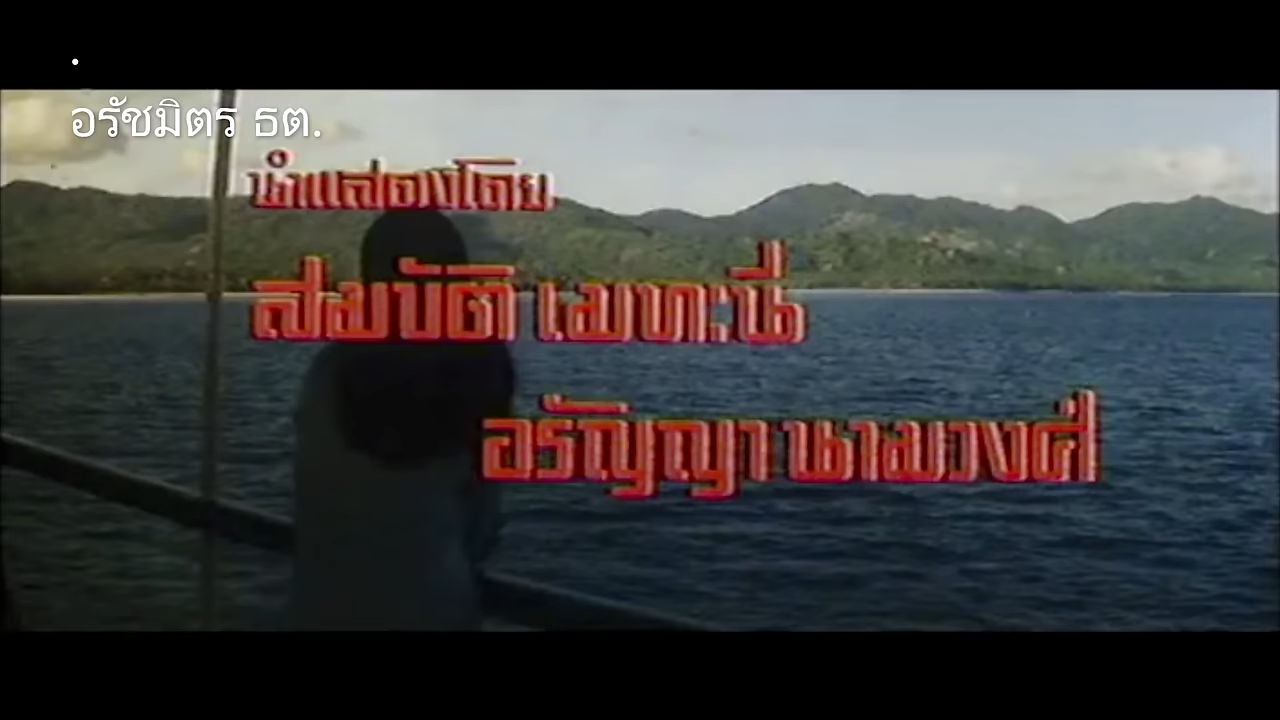 .
อรัชมิตร ธต.
นำแสดงโดย
สมบัติ เมทะนี
อรัญญา นามวงศ์